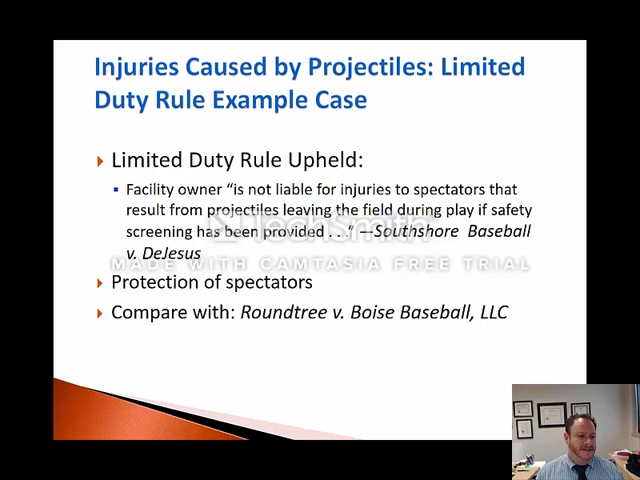 Injuries Caused by Projectiles: Limited
Duty Rule Example Case
Limited Duty Rule Upheld:
Facility owner “is not liable for injuries to spectators that
result from projectiles leaving the field during play if safety
screening has been provided . . .” —Southshore Baseball
v. DeJesus
TechSmith
MADE WITH CAMTASIA FREE TRIAL
Protection of spectators
Compare with: Roundtree v. Boise Baseball, LLC